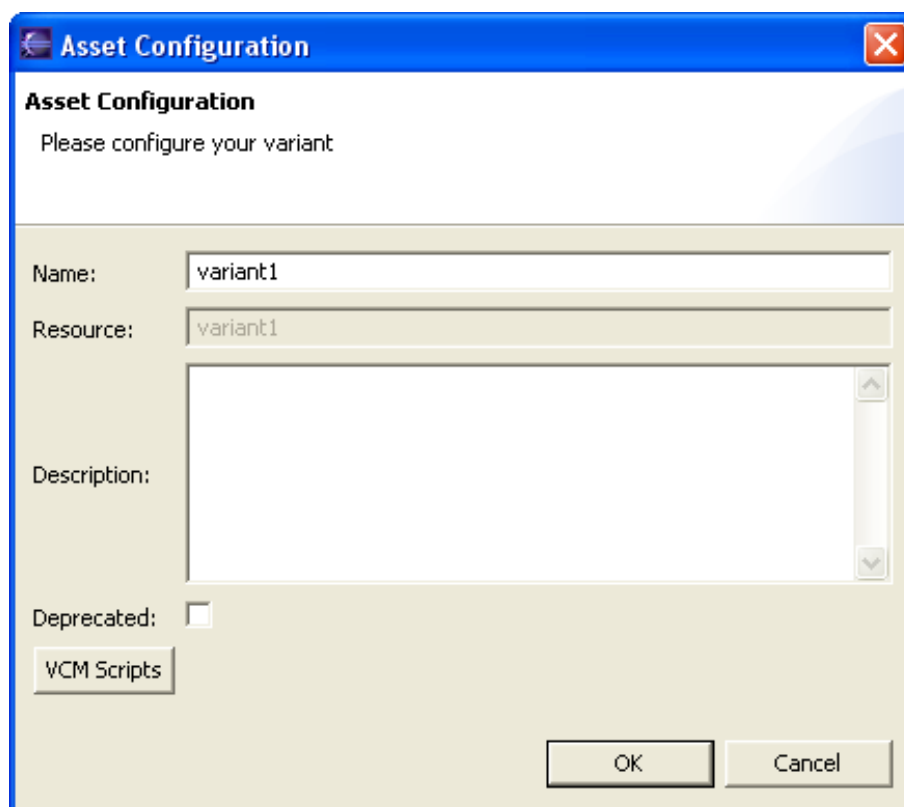 Asset Configuration
Asset Configuration
Please configure your variant
Name: variant1
Resource: variant1
Description:
Deprecated:
VCM Scripts
OK Cancel